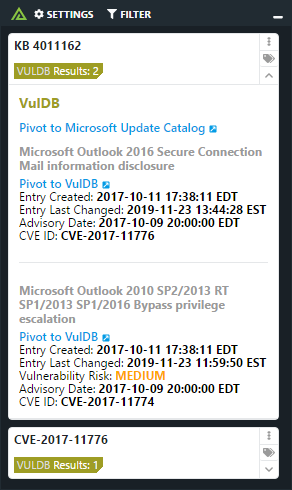 SETTINGS FILTER
KB 4011162
VULDB Results: 2
VulDB
Pivot to Microsoft Update Catalog
Microsoft Outlook 2016 Secure Connection
Mail information disclosure
Pivot to VulDB
Entry Created: 2017-10-11 17:38:11 EDT
Entry Last Changed: 2019-11-23 13:44:28 EST
Advisory Date: 2017-10-09 20:00:00 EDT
CVE ID: CVE-2017-11776
Microsoft Outlook 2010 SP2/2013 RT
SP1/2013 SP1/2016 Bypass privilege
escalation
Pivot to VulDB
Entry Created: 2017-10-11 17:38:11 EDT
Entry Last Changed: 2019-11-23 11:59:50 EST
Vulnerability Risk: MEDIUM
Advisory Date: 2017-10-09 20:00:00 EDT
CVE ID: CVE-2017-11774
CVE-2017-11776
VULDB Results: 1